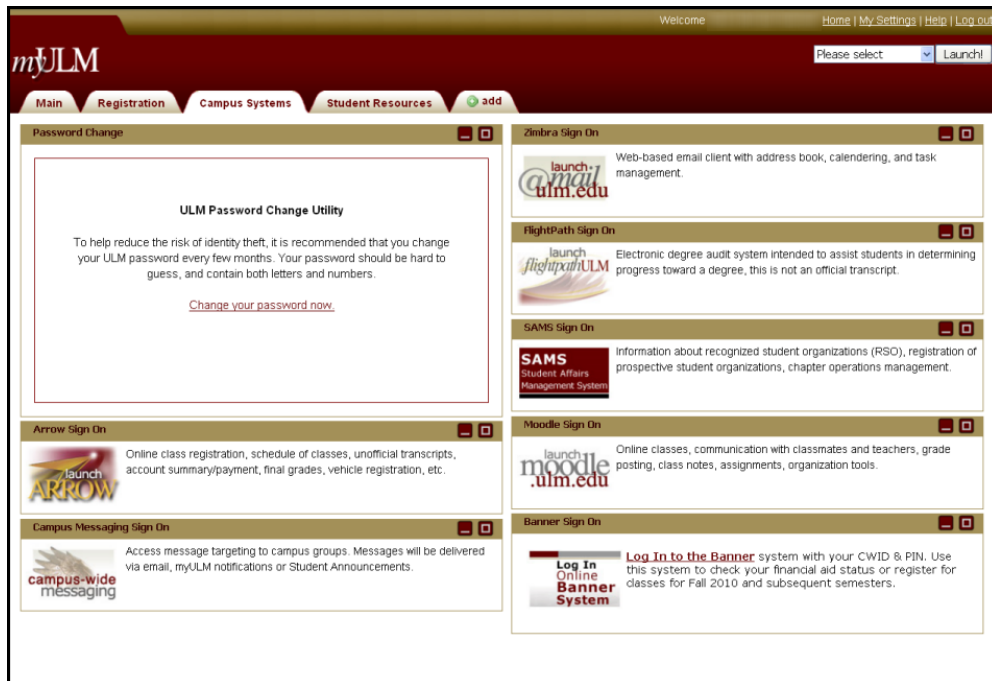 Welcome
Home | My Settings | Help | Log out
myULM
Please select
Launch!
Main
Registration
Campus Systems
Student Resources
add
Password Change
ULM Password Change Utility
To help reduce the risk of identity theft, it is recommended that you change
your ULM password every few months. Your password should be hard to
guess, and contain both letters and numbers.
Change your password now.
Arrow Sign On
launch
ARROW
Online class registration, schedule of classes, unofficial transcripts,
account summary/payment, final grades, vehicle registration, etc.
Campus Messaging Sign On
campus-wide
messaging
Access message targeting to campus groups. Messages will be delivered
via email, myULM notifications or Student Announcements.
Zimbra Sign On
launch
@mail
ulm.edu
Web-based email client with address book, calendering, and task
management.
FlightPath Sign On
launch
flightpathULM
Electronic degree audit system intended to assist students in determining
progress toward a degree, this is not an official transcript.
SAMS Sign On
SAMS
Student Affairs
Management System
Information about recognized student organizations (RSO), registration of
prospective student organizations, chapter operations management.
Moodle Sign On
launch
moodle
.ulm.edu
Online classes, communication with classmates and teachers, grade
posting, class notes, assignments, organization tools.
Banner Sign On
Log In
Online
Banner
System
Log In to the Banner system with your CWID & PIN. Use
this system to check your financial aid status or register for
classes for Fall 2010 and subsequent semesters.